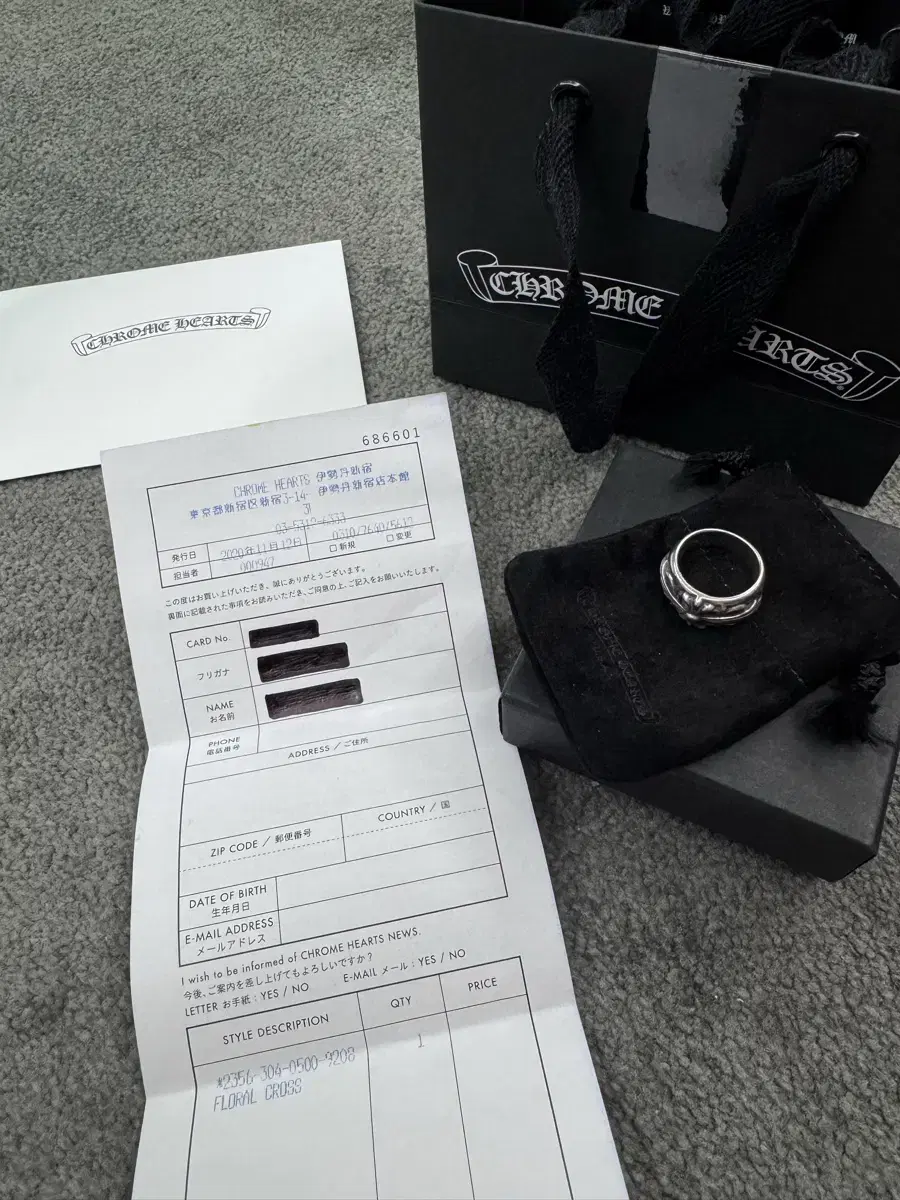 CHROME HEARTS
CHROME HEARTS
686601
CHROME HEARTS 伊勢丹新宿
東京都新宿区新宿3-14- 伊勢丹新宿店本館
03-5312-6333
発行日
2020年11月12日
担当者
000947
□新規
□変更
この度はお買い上げいただき、誠にありがとうございます。
裏面に記載された事項をお読みいただき、ご同意の上、ご記入をお願いいたします。
CARD No.
フリガナ
NAME
お名前
PHONE
電話番号
ADDRESS / ご住所
ZIP CODE / 郵便番号
COUNTRY / 国
DATE OF BIRTH
生年月日
E-MAIL ADDRESS
メールアドレス
I wish to be informed of CHROME HEARTS NEWS.
今後、ご案内を差し上げてもよろしいですか？
LETTER お手紙 : YES / NO E-MAIL メール : YES / NO
STYLE DESCRIPTION
QTY
PRICE
*2356-304-0500-9208
1
FLORAL CROSS